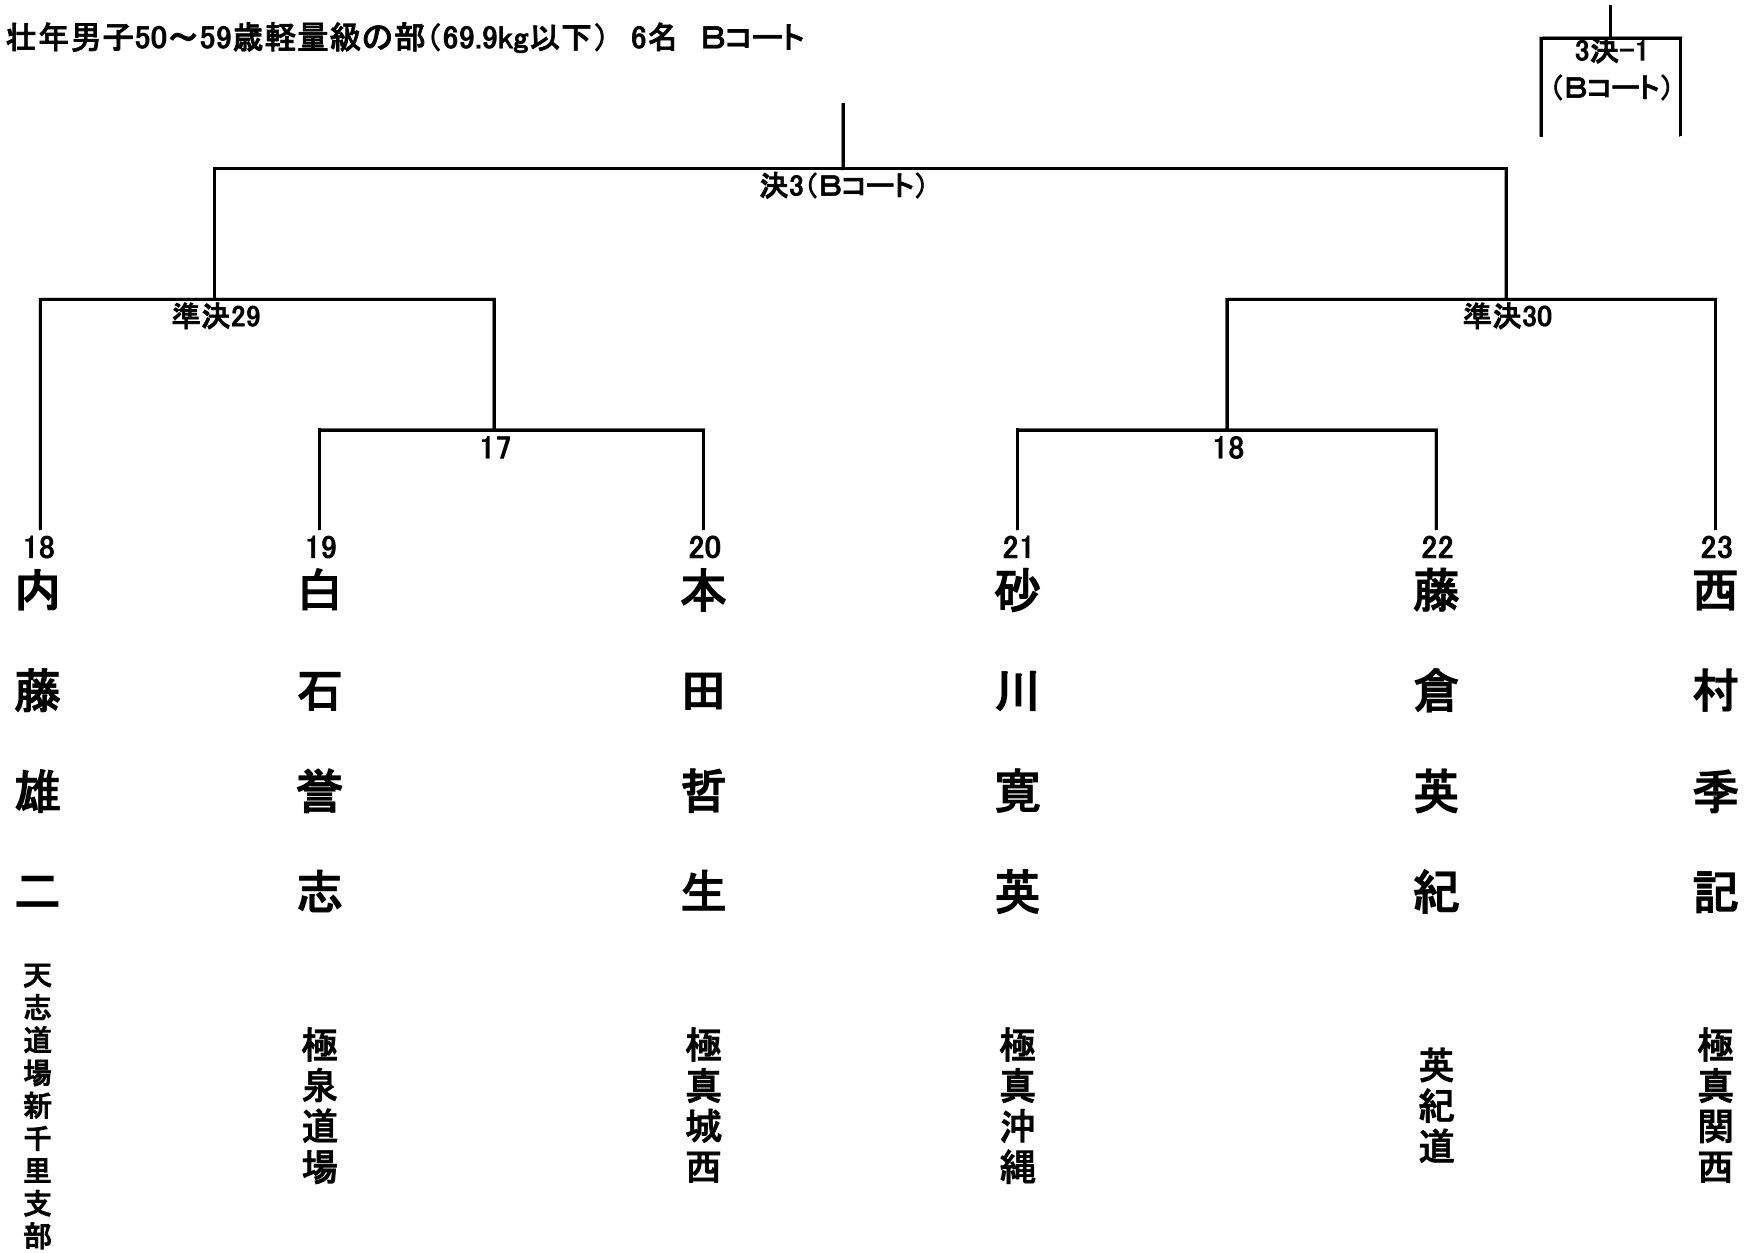 壮年男子50～59歳軽量級の部(69.9kg以下) 6名 Bコート
3決-1
(Bコート)
決3(Bコート)
準決29
準決30
17
18
18
内藤雄二
天志道場新千里支部
19
白石誉志
極泉道場
20
本田哲生
極真城西
21
砂川寛英
極真沖縄
22
藤倉英紀
英紀道
23
西村季記
極真関西